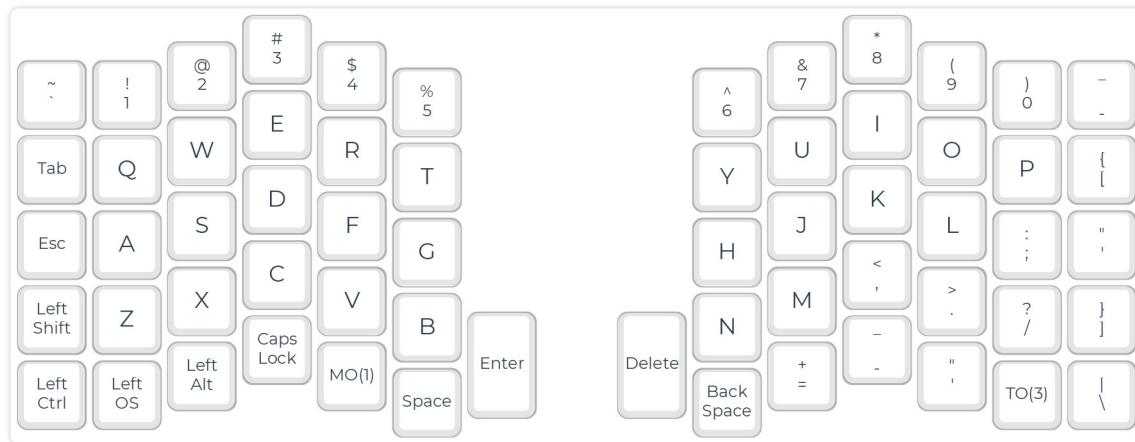 ~
`
!
1
@
2
#
3
$
4
%
5
^
6
&
7
*
8
(
9
)
0
_
-
Tab
Q
W
E
R
T
Y
U
I
O
P
{
[
Esc
A
S
D
F
G
H
J
K
L
:
;
"
'
Left
Shift
Z
X
C
V
B
Enter
Delete
N
M
<
,
>
.
?
/
}
]
Left
Ctrl
Left
OS
Left
Alt
Caps
Lock
MO(1)
Space
Back
Space
+
=
_
-
"
'
TO(3)
|
\